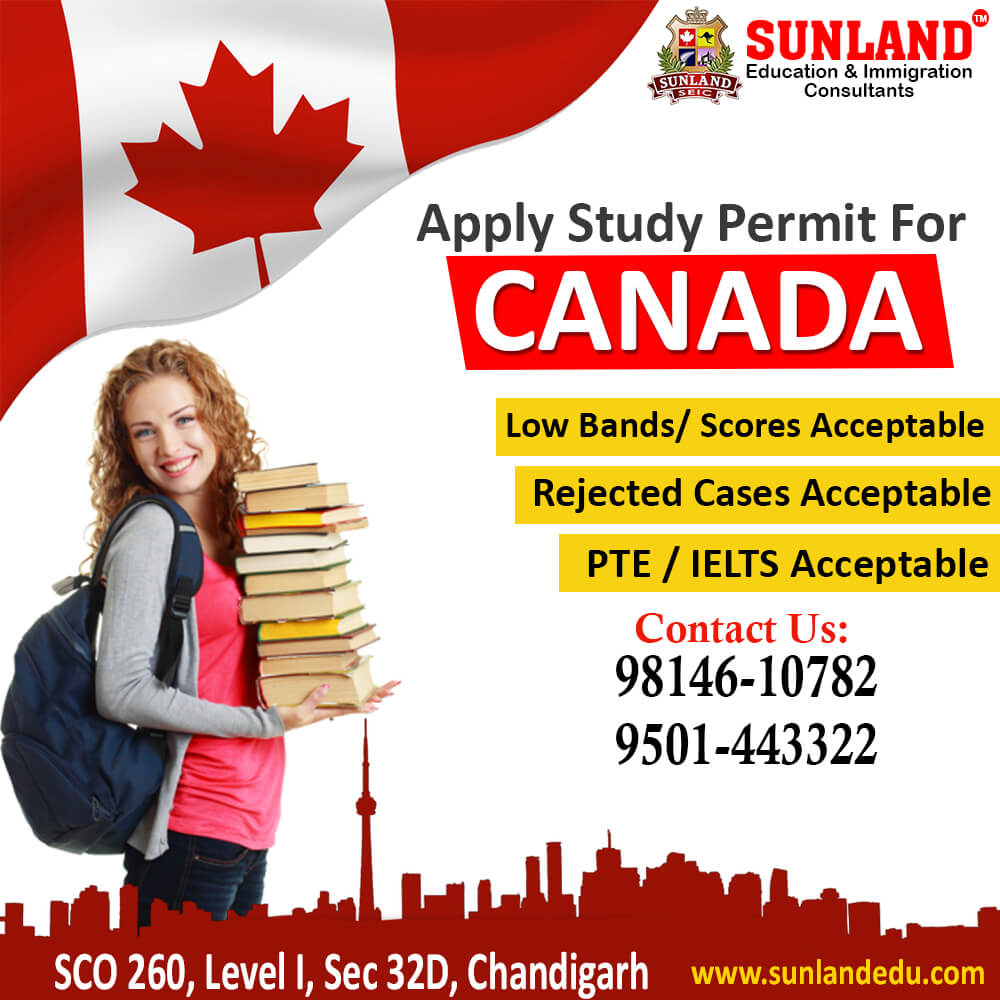 SUNLAND™
Education & Immigration
Consultants
SUNLAND
SEIC
Apply Study Permit For
CANADA
Low Bands/ Scores Acceptable
Rejected Cases Acceptable
PTE / IELTS Acceptable
Contact Us:
98146-10782
9501-443322
SCO 260, Level I, Sec 32D, Chandigarh
www.sunlandedu.com